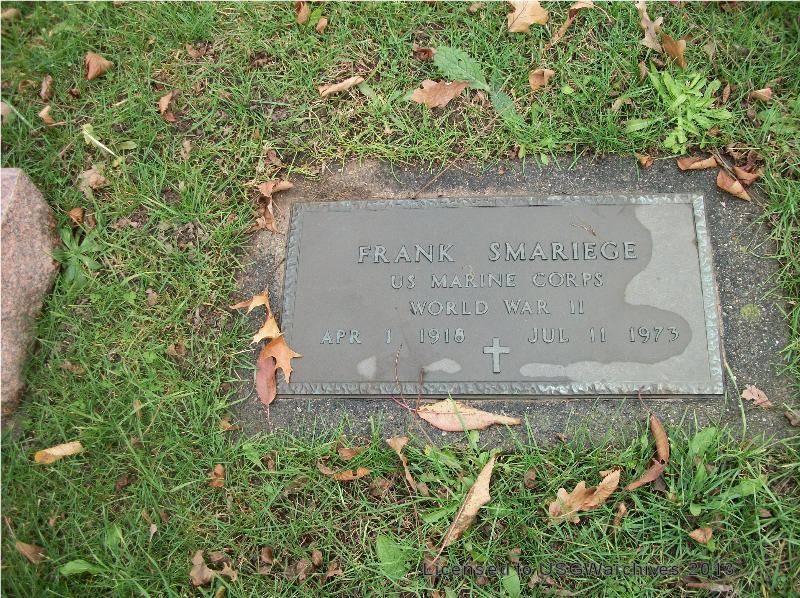 FRANK SMARIEGE
US MARINE CORPS
WORLD WAR II
APR 1 1918 JUL 11 1973
Licensed to USGWarchives 2013